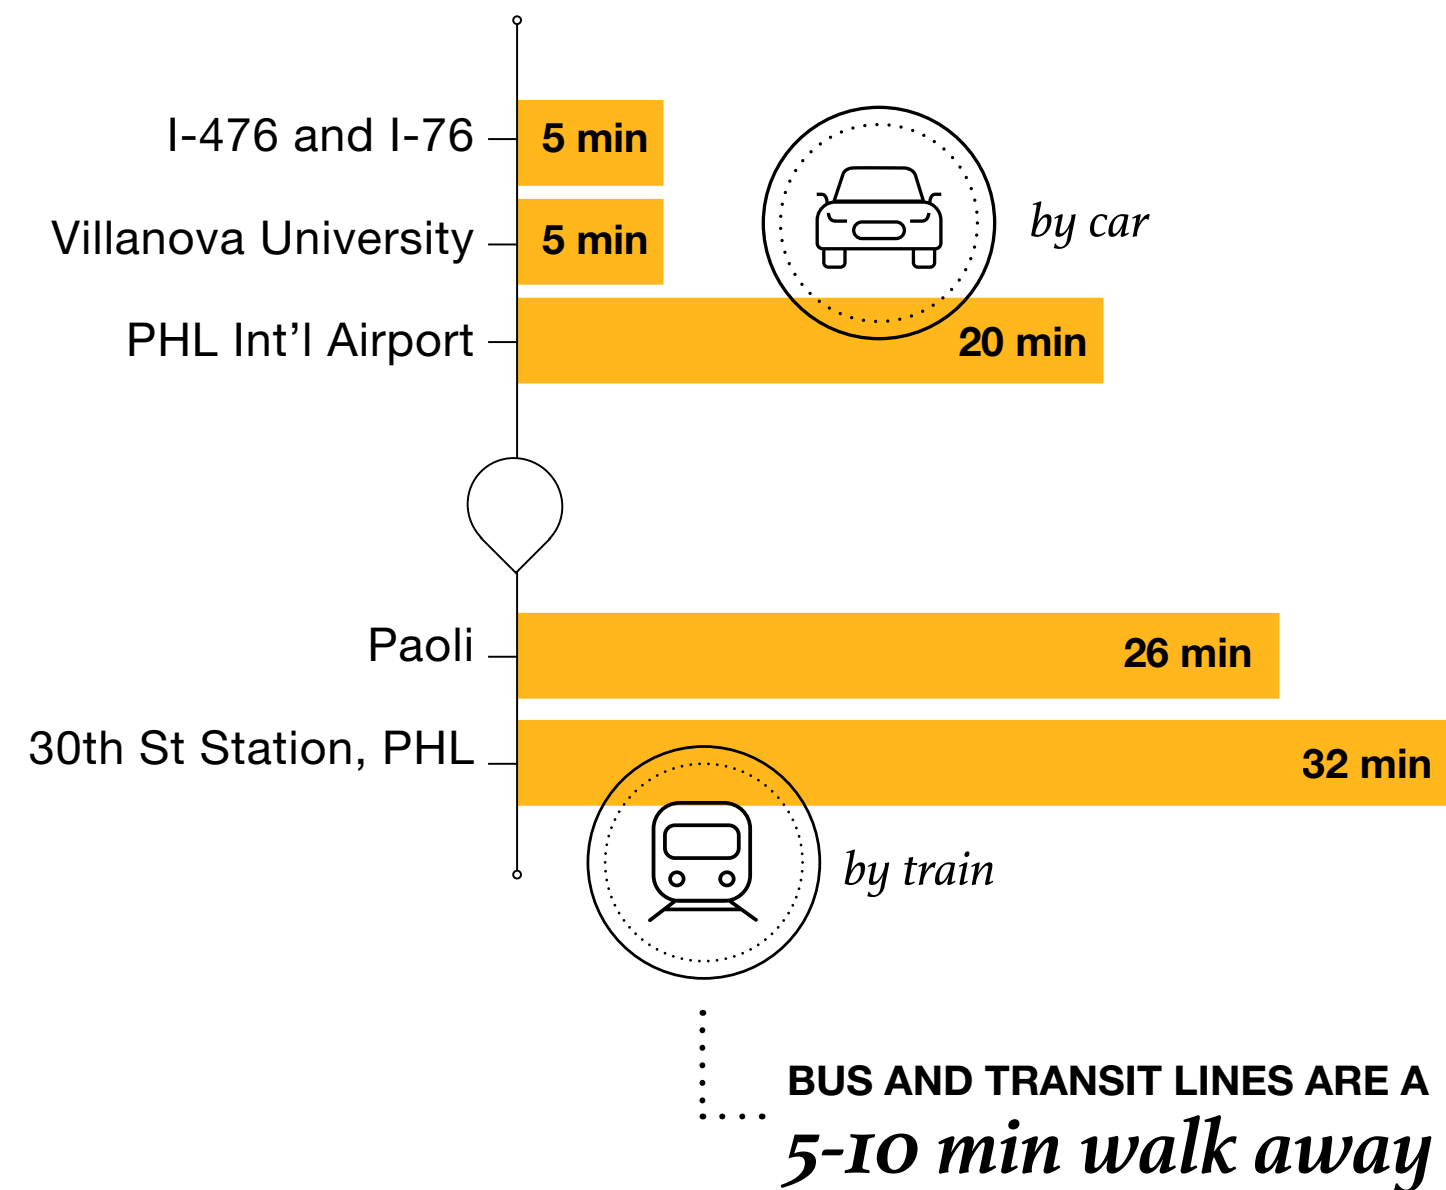 I-476 and I-76
5 min
Villanova University
5 min
by car
PHL Int’l Airport
20 min
Paoli
26 min
30th St Station, PHL
32 min
by train
BUS AND TRANSIT LINES ARE A
5-10 min walk away